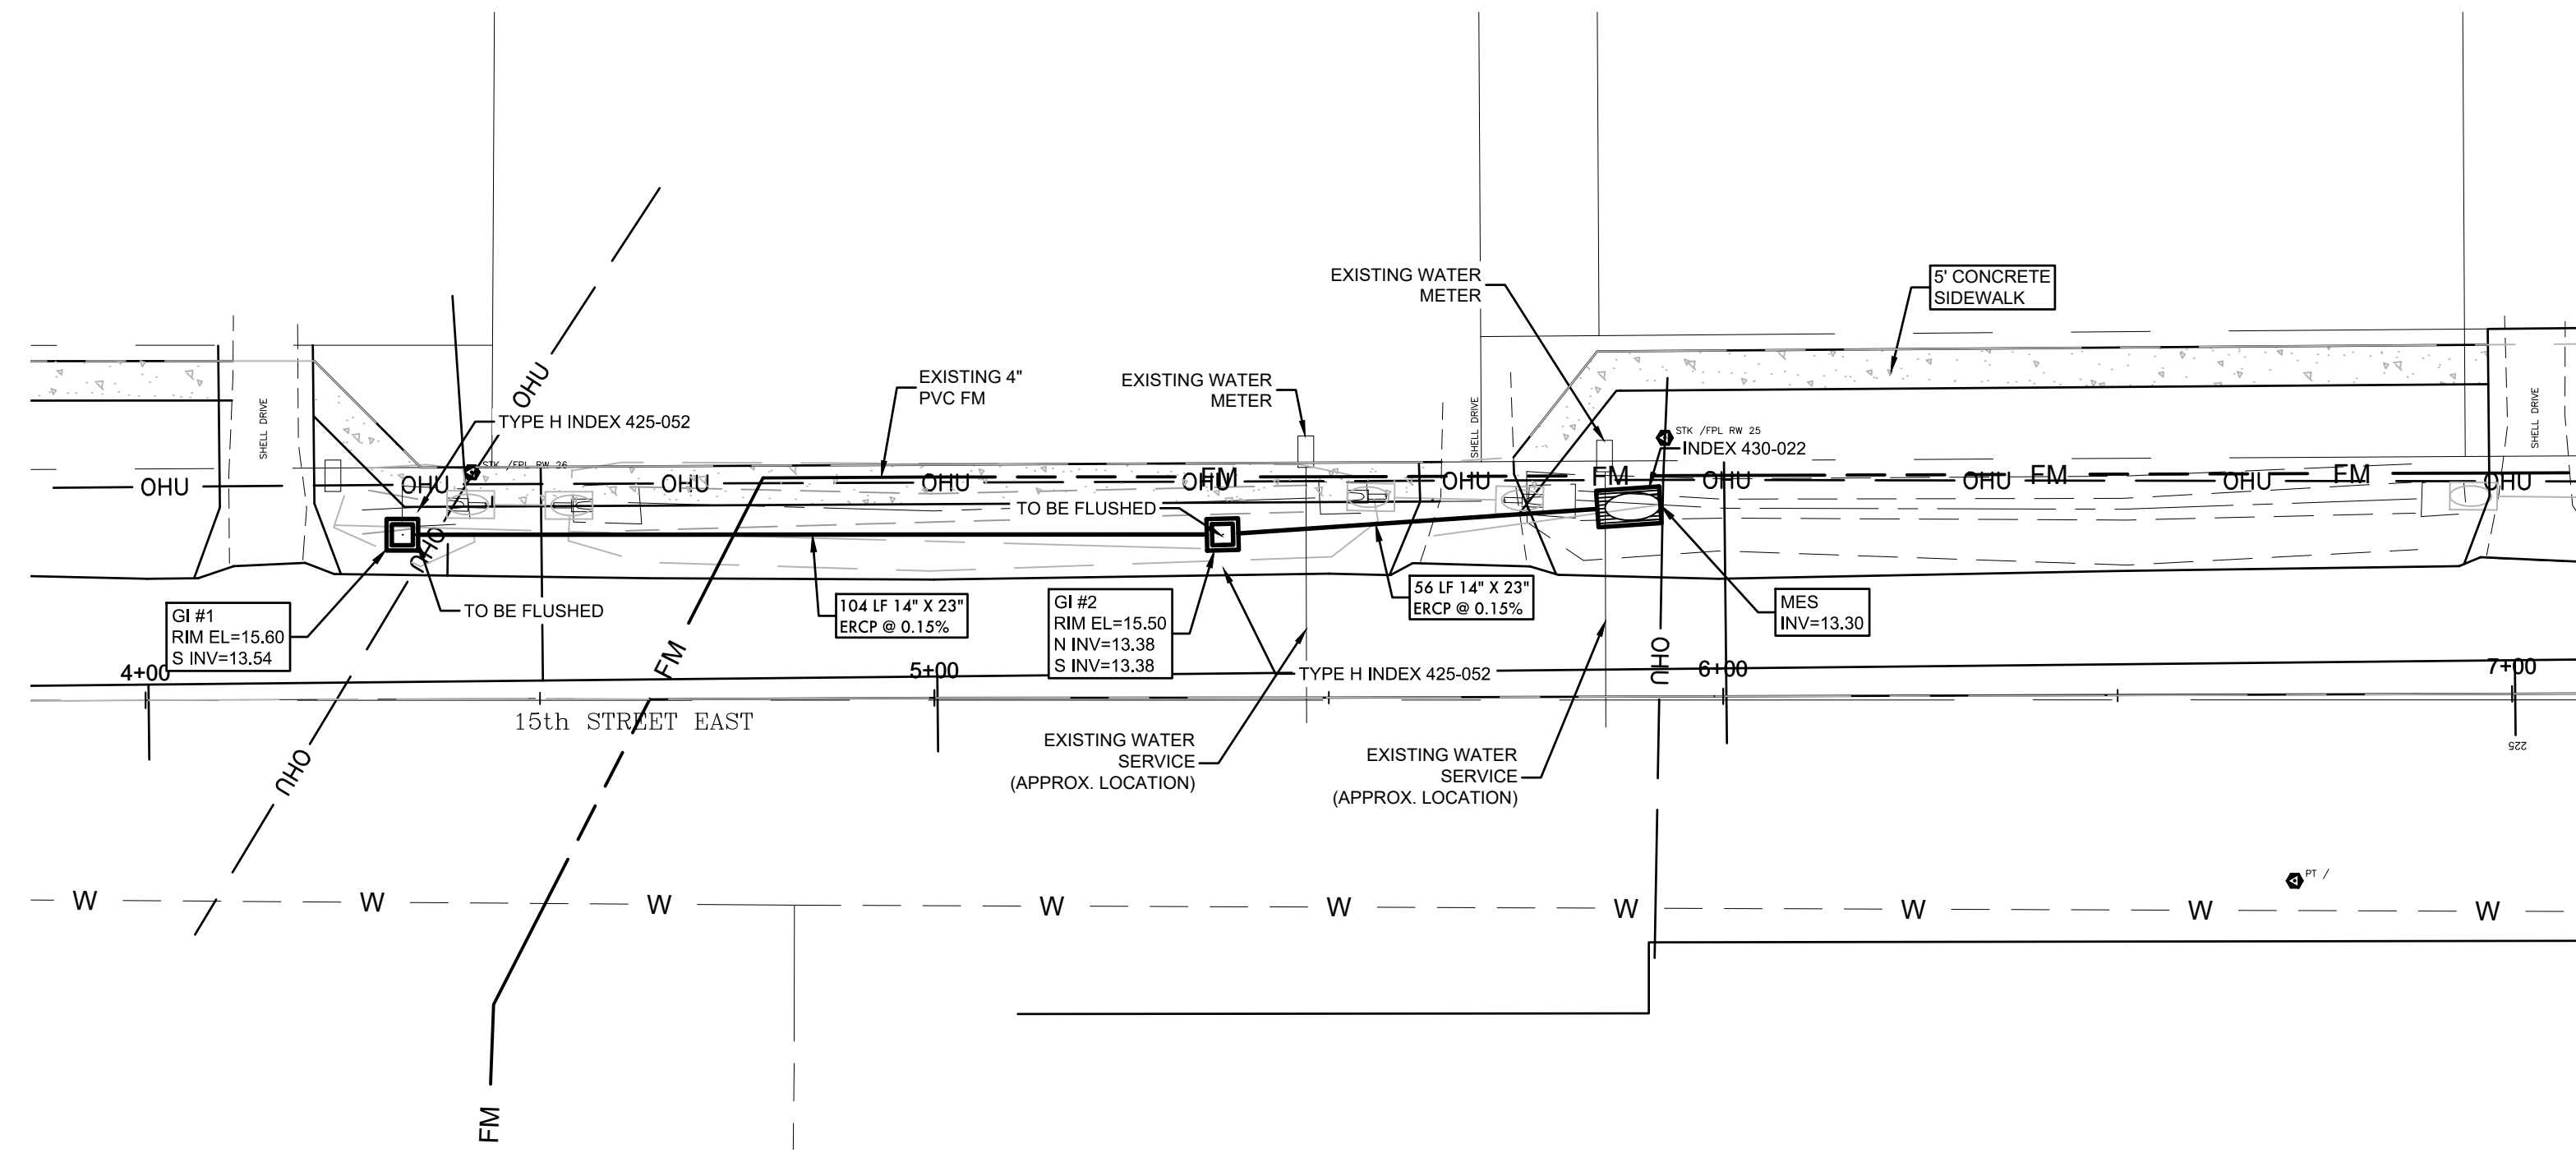 EXISTING WATER
METER
5' CONCRETE
SIDEWALK
EXISTING 4"
PVC FM
EXISTING WATER
METER
OHU
TYPE H INDEX 425-052
SHELL DRIVE
SHELL DRIVE
SHELL DRIVE
STK /FPL RW 25
INDEX 430-022
STK /FPL RW 26
OHU
OHU
OHU
OHU
OHU
FM
OHU
FM
OHU
OHU
FM
OHU
FM
OHU
TO BE FLUSHED
OHU
GI #1
RIM EL=15.60
S INV=13.54
TO BE FLUSHED
104 LF 14" X 23"
ERCP @ 0.15%
GI #2
RIM EL=15.50
N INV=13.38
S INV=13.38
56 LF 14" X 23"
ERCP @ 0.15%
MES
INV=13.30
FM
OHU
TYPE H INDEX 425-052
4+00
5+00
6+00
7+00
15th STREET EAST
225
OHU
EXISTING WATER
SERVICE
(APPROX. LOCATION)
EXISTING WATER
SERVICE
(APPROX. LOCATION)
PT /
W
W
W
W
W
W
W
W
W
FM